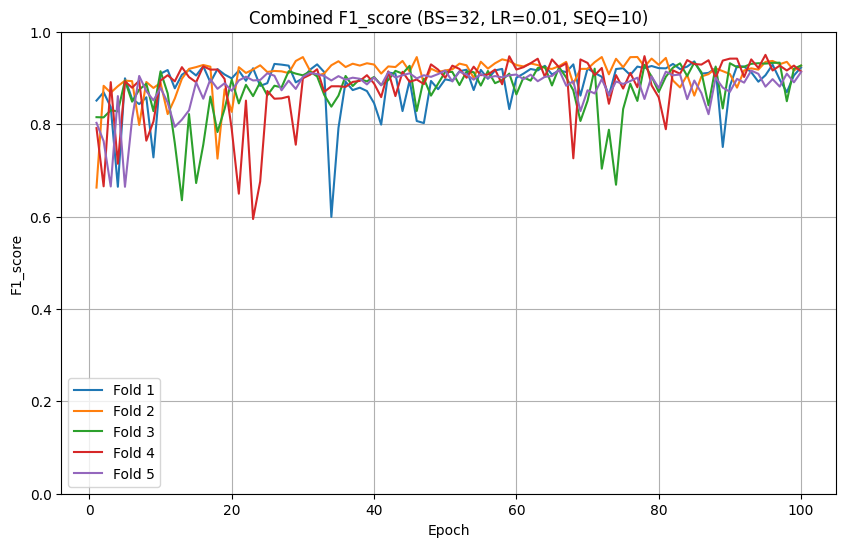 Combined F1_score (BS=32, LR=0.01, SEQ=10)
1.0
0.8
0.6
0.4
0.2
0.0
F1_score
Fold 1
Fold 2
Fold 3
Fold 4
Fold 5
0
20
40
60
80
100
Epoch